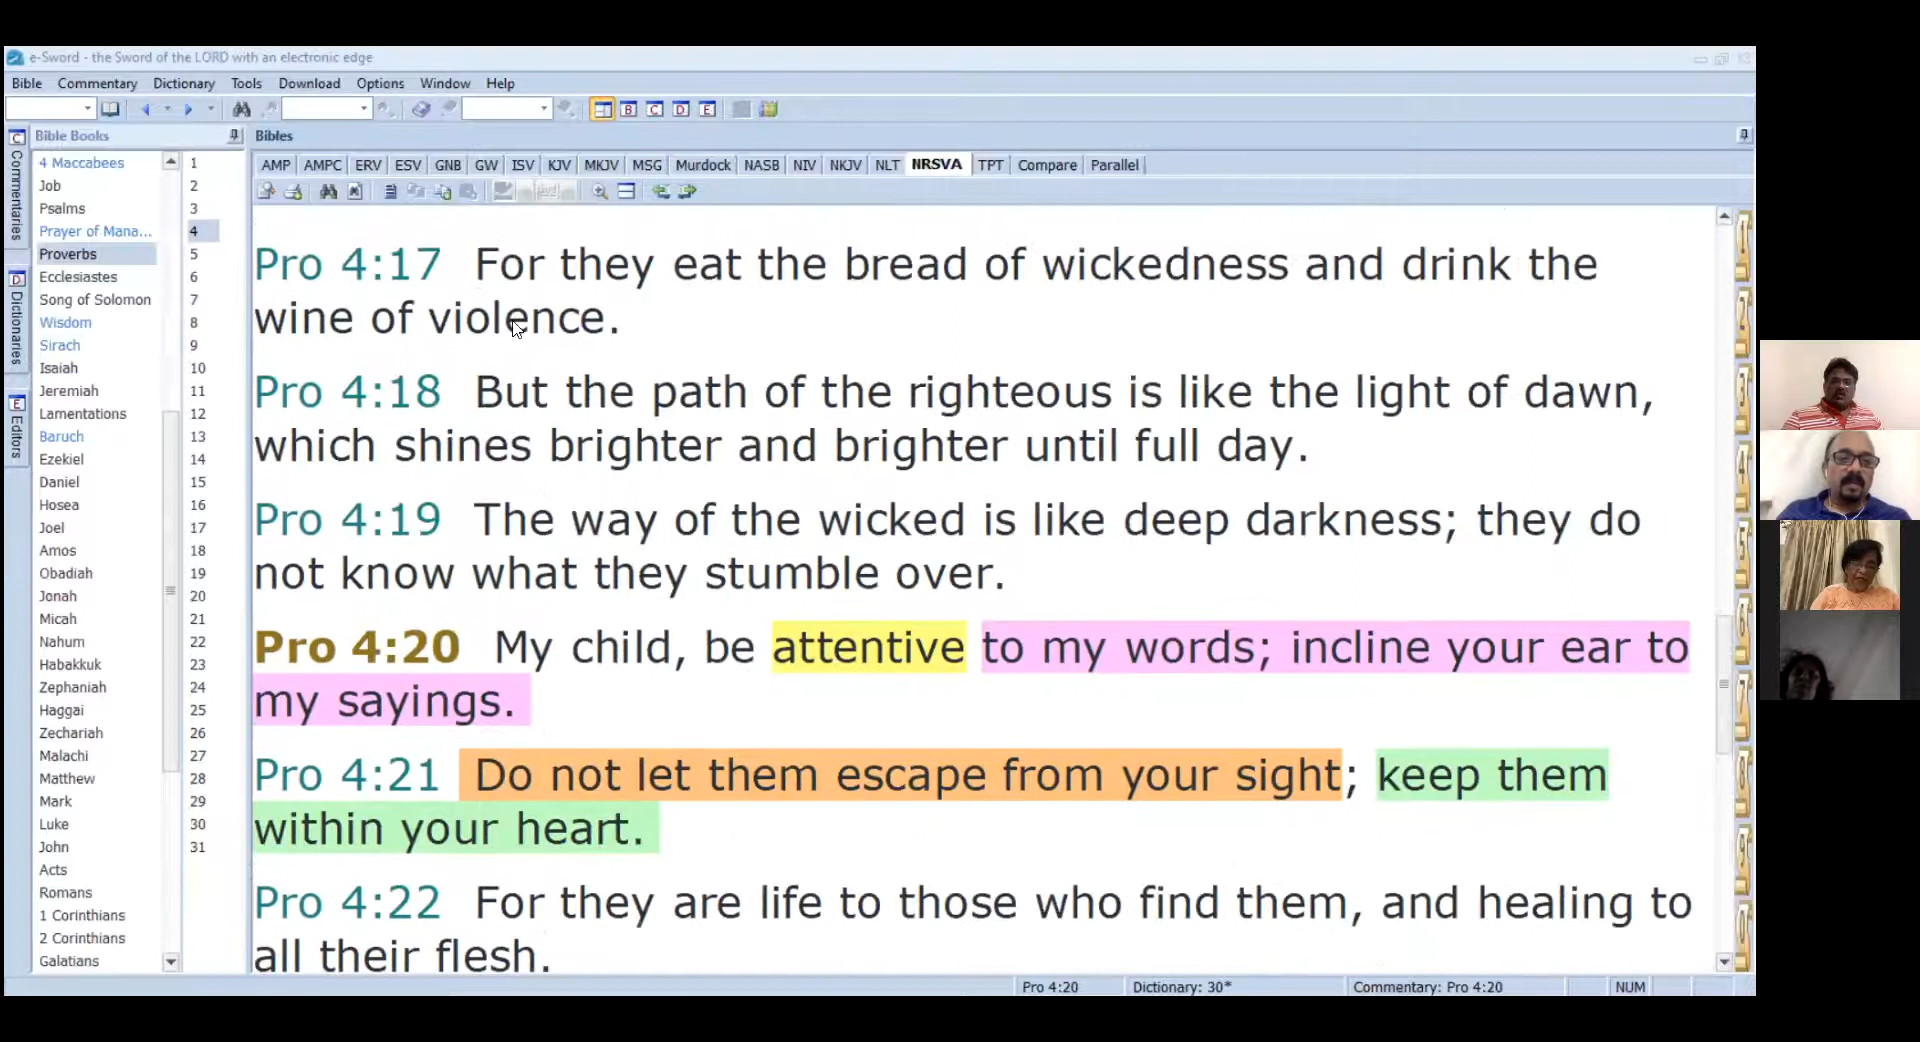 e-Sword - the Sword of the LORD with an electronic edge
Bible Commentary Dictionary Tools Download Options Window Help
B C D E
C Commentaries
D Dictionaries
E Editors
Bible Books
4 Maccabees
Job
Psalms
Prayer of Mana...
Proverbs
Ecclesiastes
Song of Solomon
Wisdom
Sirach
Isaiah
Jeremiah
Lamentations
Baruch
Ezekiel
Daniel
Hosea
Joel
Amos
Obadiah
Jonah
Micah
Nahum
Habakkuk
Zephaniah
Haggai
Zechariah
Malachi
Matthew
Mark
Luke
John
Acts
Romans
1 Corinthians
2 Corinthians
Galatians
1
2
3
4
5
6
7
8
9
10
11
12
13
14
15
16
17
18
19
20
21
22
23
24
25
26
27
28
29
30
31
Bibles
AMP AMPC ERV ESV GNB GW ISV KJV MKJV MSG Murdock NASB NIV NKJV NLT NRSVA TPT Compare Parallel
Pro 4:17 For they eat the bread of wickedness and drink the
wine of violence.
Pro 4:18 But the path of the righteous is like the light of dawn,
which shines brighter and brighter until full day.
Pro 4:19 The way of the wicked is like deep darkness; they do
not know what they stumble over.
Pro 4:20 My child, be attentive to my words; incline your ear to
my sayings.
Pro 4:21 Do not let them escape from your sight; keep them
within your heart.
Pro 4:22 For they are life to those who find them, and healing to
all their flesh.
1
2
3
4
5
6
7
8
9
0
Pro 4:20 Dictionary: 30* Commentary: Pro 4:20 NUM